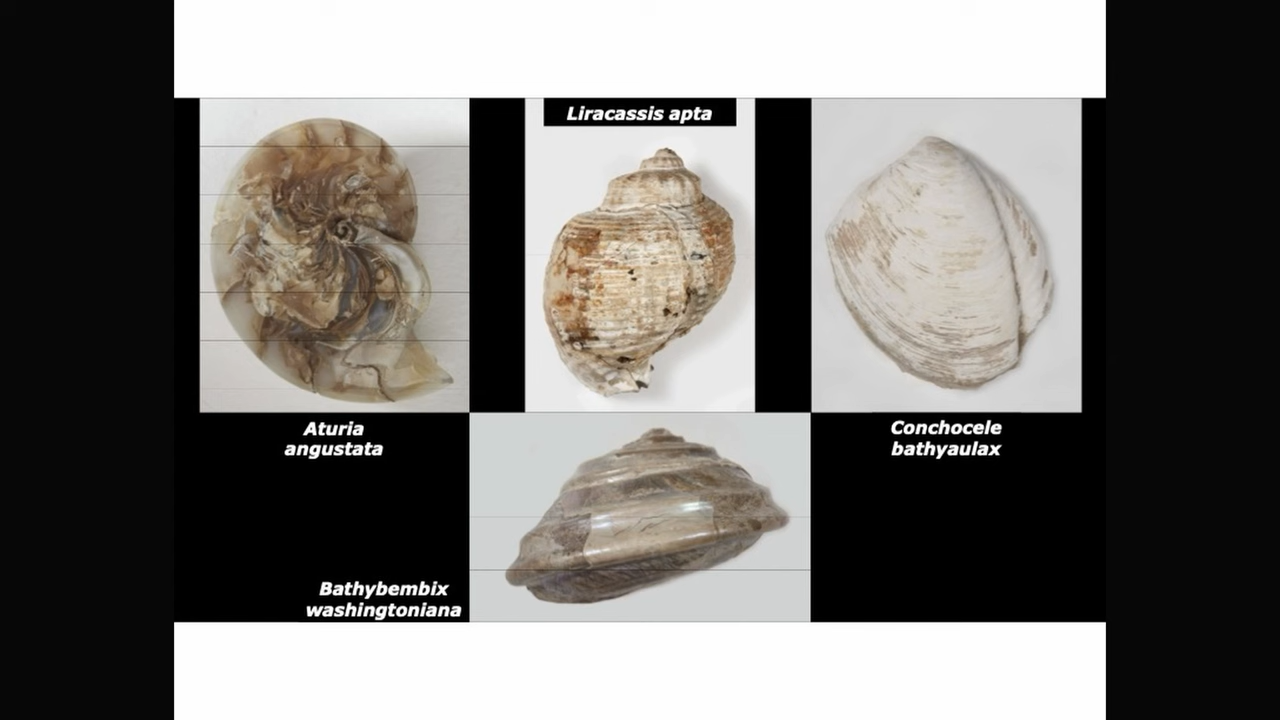 Liracassis apta
Aturia
angustata
Conchocele
bathyaulax
Bathybembix
washingtoniana